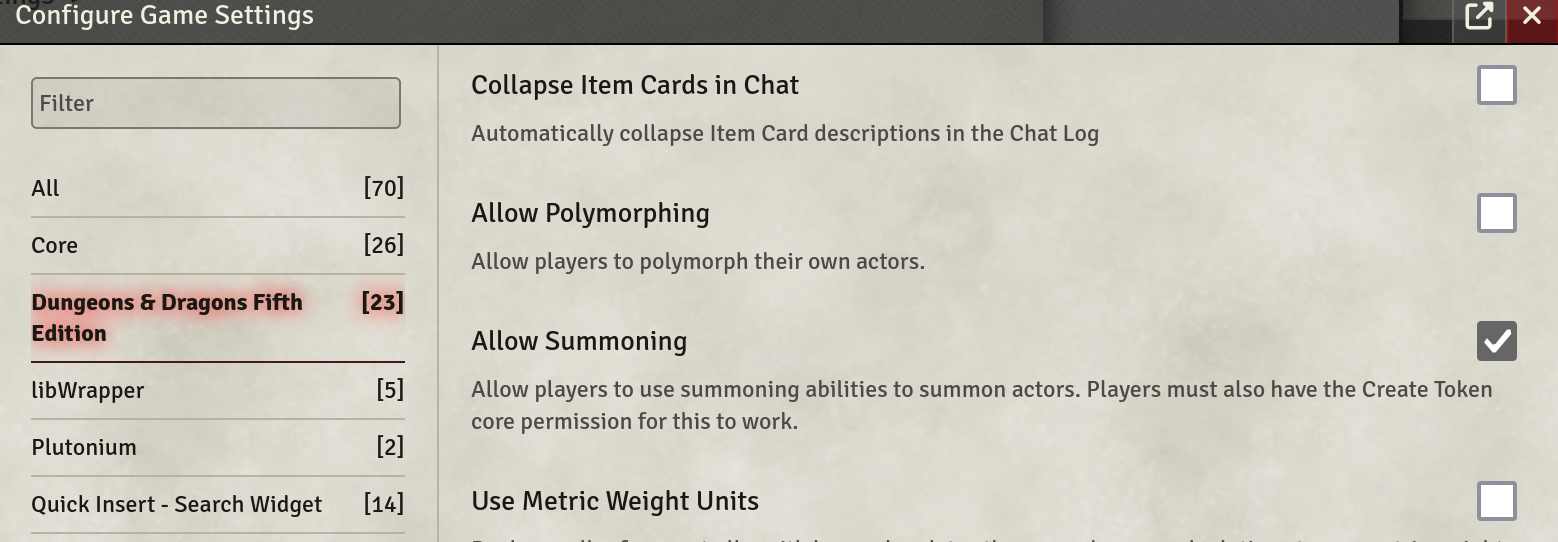 Configure Game Settings
Filter
All [70]
Core [26]
Dungeons & Dragons Fifth [23]
Edition
libWrapper [5]
Plutonium [2]
Quick Insert - Search Widget [14]
Collapse Item Cards in Chat
Automatically collapse Item Card descriptions in the Chat Log
Allow Polymorphing
Allow players to polymorph their own actors.
Allow Summoning
Allow players to use summoning abilities to summon actors. Players must also have the Create Token
core permission for this to work.
Use Metric Weight Units